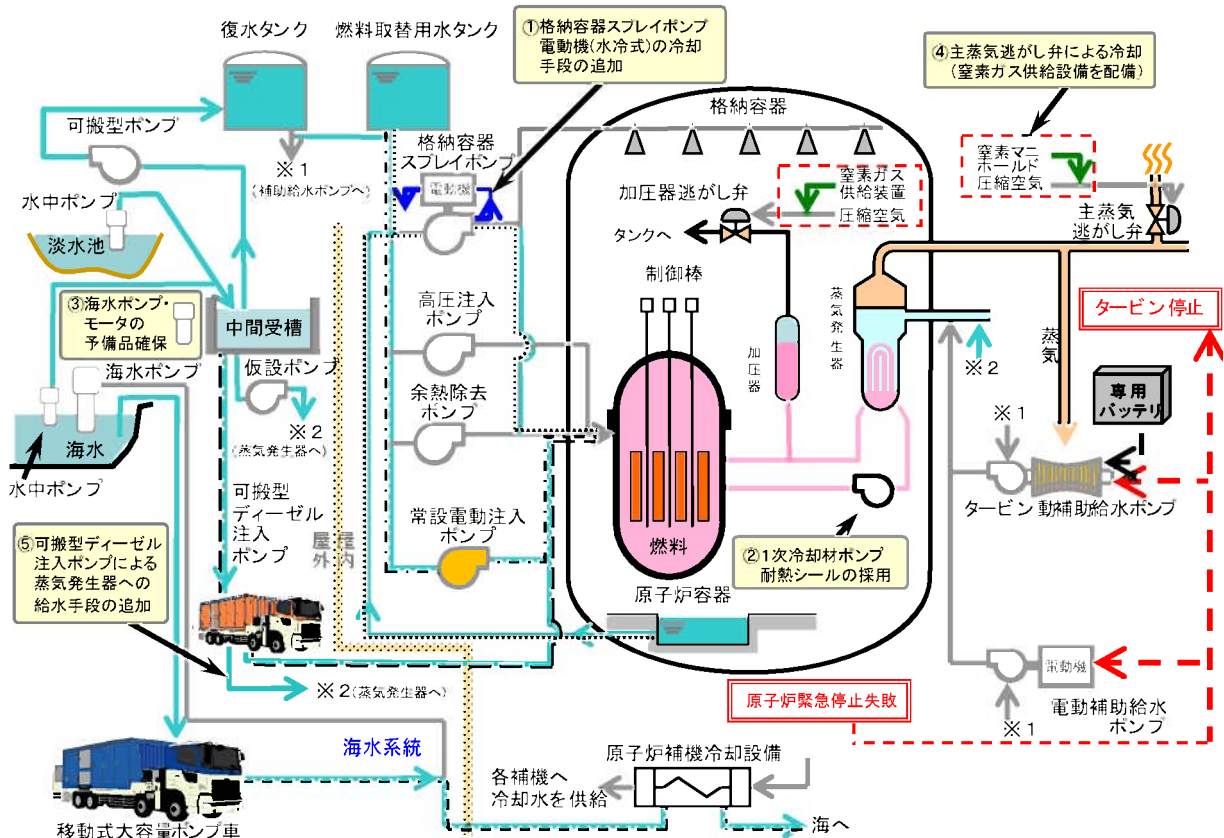 復水タンク
燃料取替用水タンク
①格納容器スプレイポンプ
電動機(水冷式)の冷却
手段の追加
④主蒸気逃がし弁による冷却
(窒素ガス供給設備を配備)
可搬型ポンプ
※1
(補助給水ポンプへ)
格納容器
スプレイポンプ
電動機
格納容器
加圧器逃がし弁
窒素ガス
供給装置
圧縮空気
タンクへ
窒素マニ
ホールド
圧縮空気
主蒸気
逃がし弁
水中ポンプ
淡水池
③海水ポンプ・
モータの
予備品確保
中間受槽
海水ポンプ
仮設ポンプ
※2
(蒸気発生器へ)
海水
水中ポンプ
高圧注入
ポンプ
余熱除去
ポンプ
常設電動注入
ポンプ
制御棒
加圧器
蒸気発生器
燃料
原子炉容器
②1次冷却材ポンプ
耐熱シールの採用
蒸気
※2
タービン停止
専用
バッテリ
※1
タービン動補助給水ポンプ
可搬型
ディーゼル
注入
ポンプ
屋外
屋内
⑤可搬型ディーゼル
注入ポンプによる
蒸気発生器への
給水手段の追加
※2(蒸気発生器へ)
原子炉緊急停止失敗
電動機
※1
電動補助給水
ポンプ
海水系統
移動式大容量ポンプ車
原子炉補機冷却設備
各補機へ
冷却水を供給
海へ